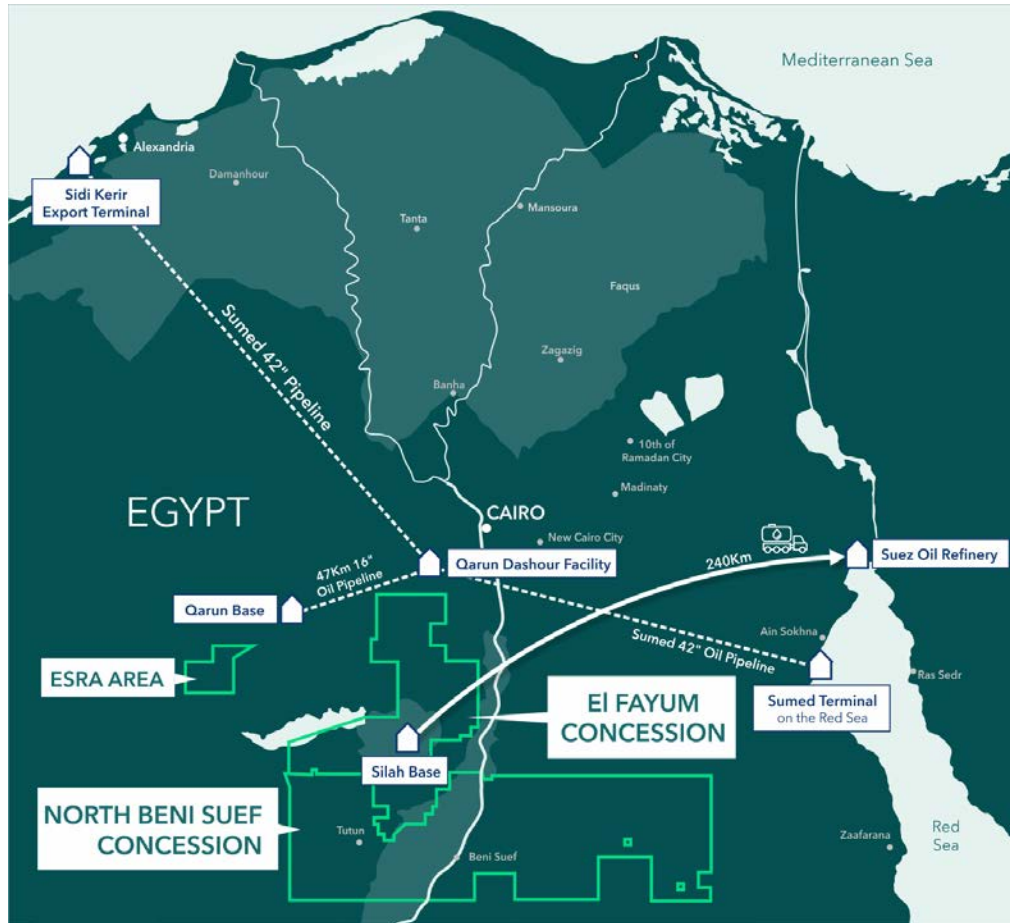 Mediterranean Sea
Alexandria
Sidi Kerir
Export Terminal
Damanhour
Tanta
Mansoura
Faqus
Zagazig
Banha
Sumed 42" Pipeline
10th of
Ramadan City
Madinaty
EGYPT
CAIRO
New Cairo City
240Km
Suez Oil Refinery
47Km 16"
Oil Pipeline
Qarun Dashour Facility
Qarun Base
Sumed 42" Oil Pipeline
Ain Sokhna
Ras Sedr
ESRA AREA
El FAYUM
CONCESSION
Sumed Terminal
on the Red Sea
Silah Base
NORTH BENI SUEF
CONCESSION
Tutun
Beni Suef
Zaafarana
Red
Sea